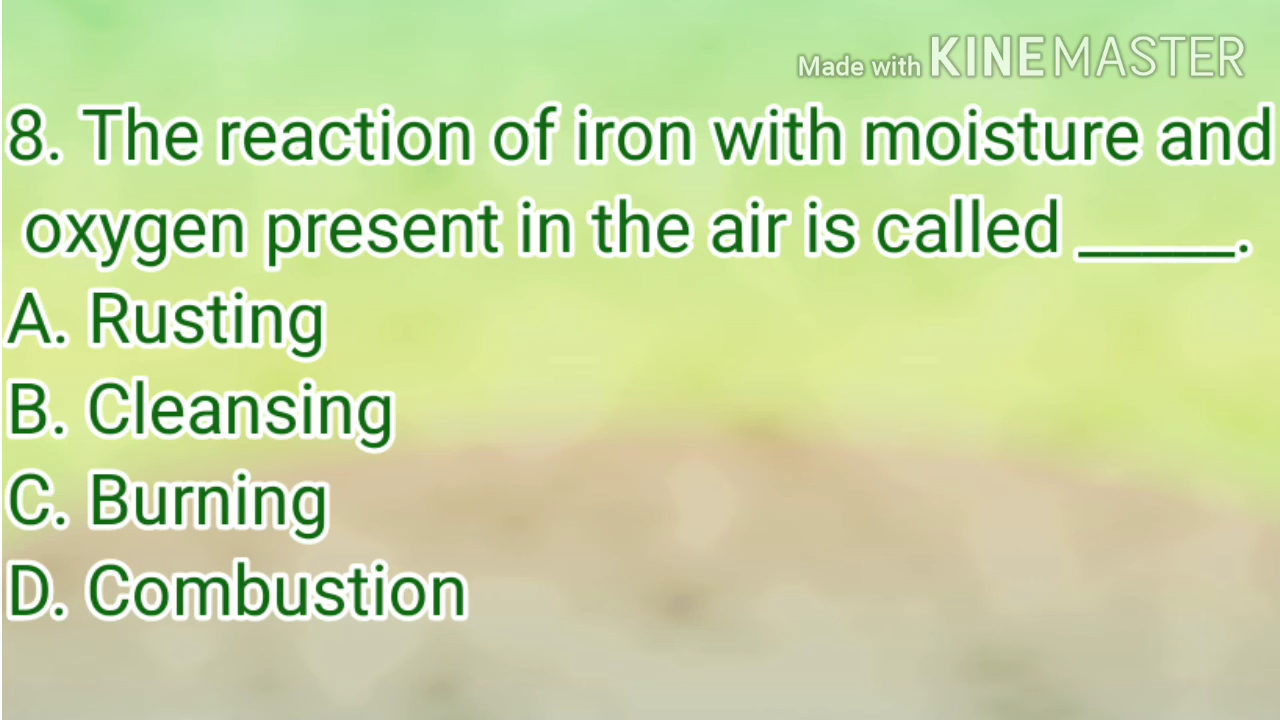 Made with KINEMASTER
8. The reaction of iron with moisture and
oxygen present in the air is called _____.
A. Rusting
B. Cleansing
C. Burning
D. Combustion